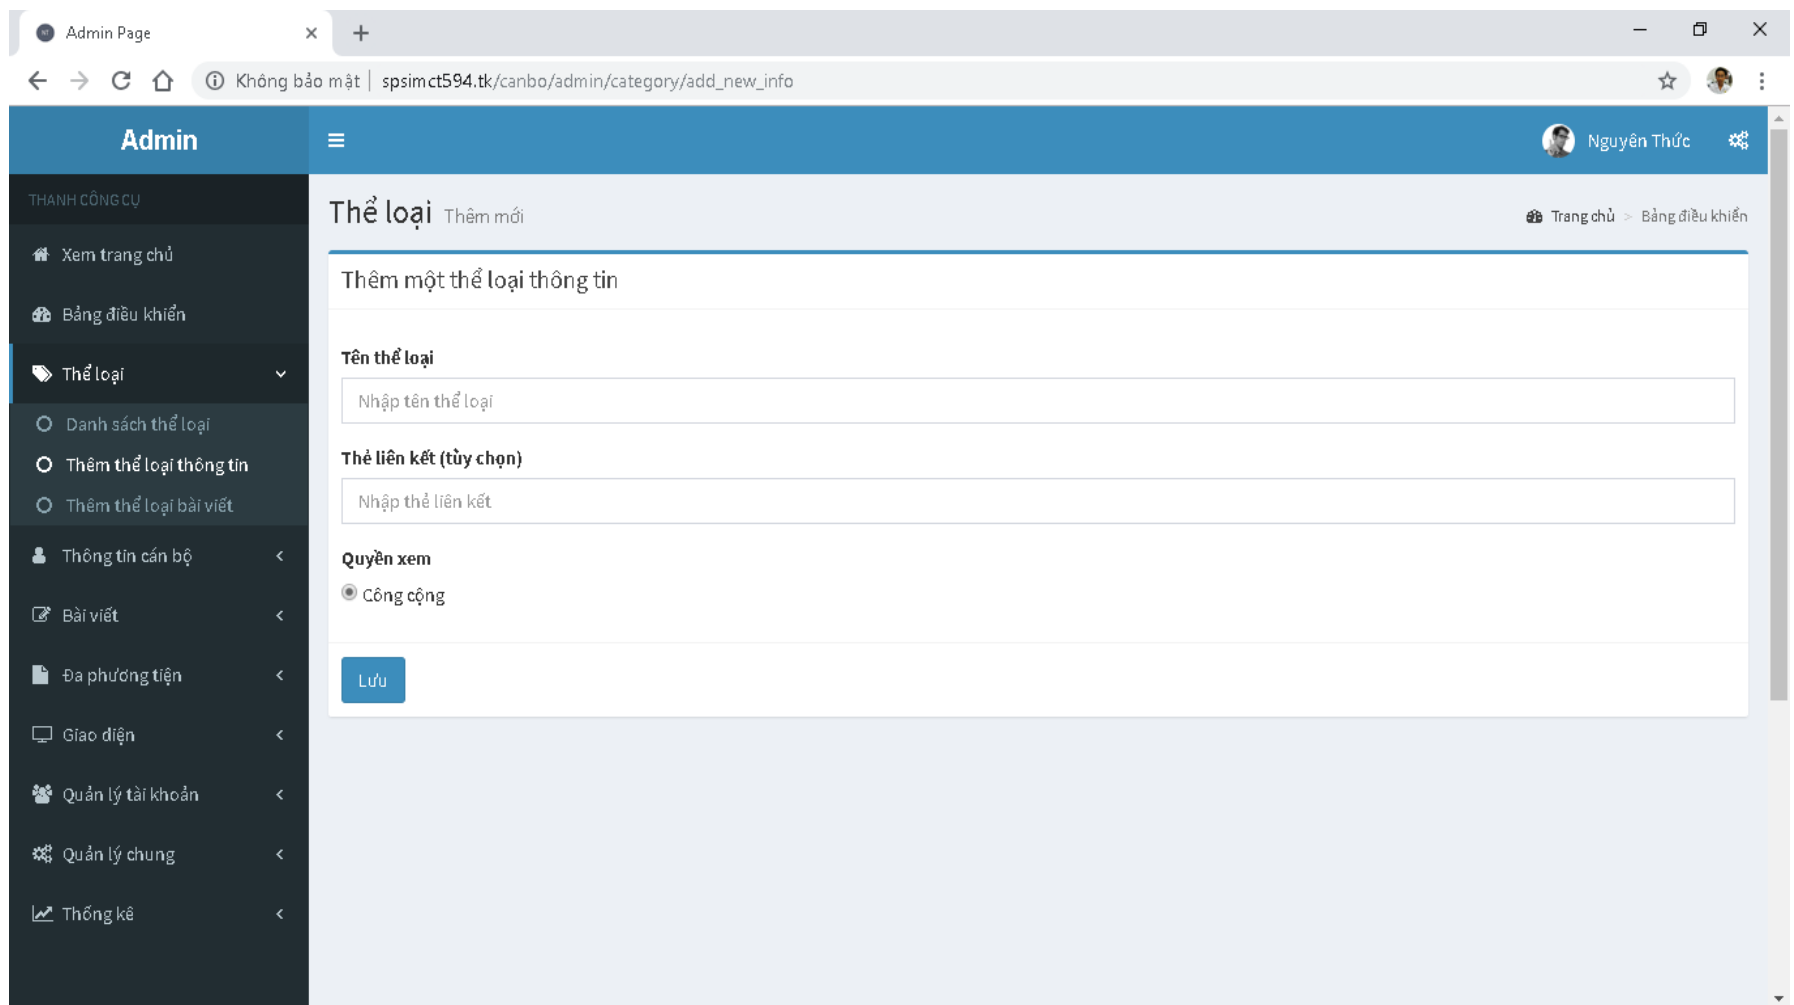 Admin Page
Không bảo mật | spsimct594.tk/canbo/admin/category/add_new_info
Admin
Nguyên Thức
THANH CÔNG CỤ
Thể loại Thêm mới
Trang chủ > Bảng điều khiển
Xem trang chủ
Bảng điều khiển
Thể loại
Danh sách thể loại
Thêm thể loại thông tin
Thêm thể loại bài viết
Thông tin cán bộ
Bài viết
Đa phương tiện
Giao diện
Quản lý tài khoản
Quản lý chung
Thống kê
Thêm một thể loại thông tin
Tên thể loại
Nhập tên thể loại
Thẻ liên kết (tùy chọn)
Nhập thẻ liên kết
Quyền xem
Công cộng
Lưu